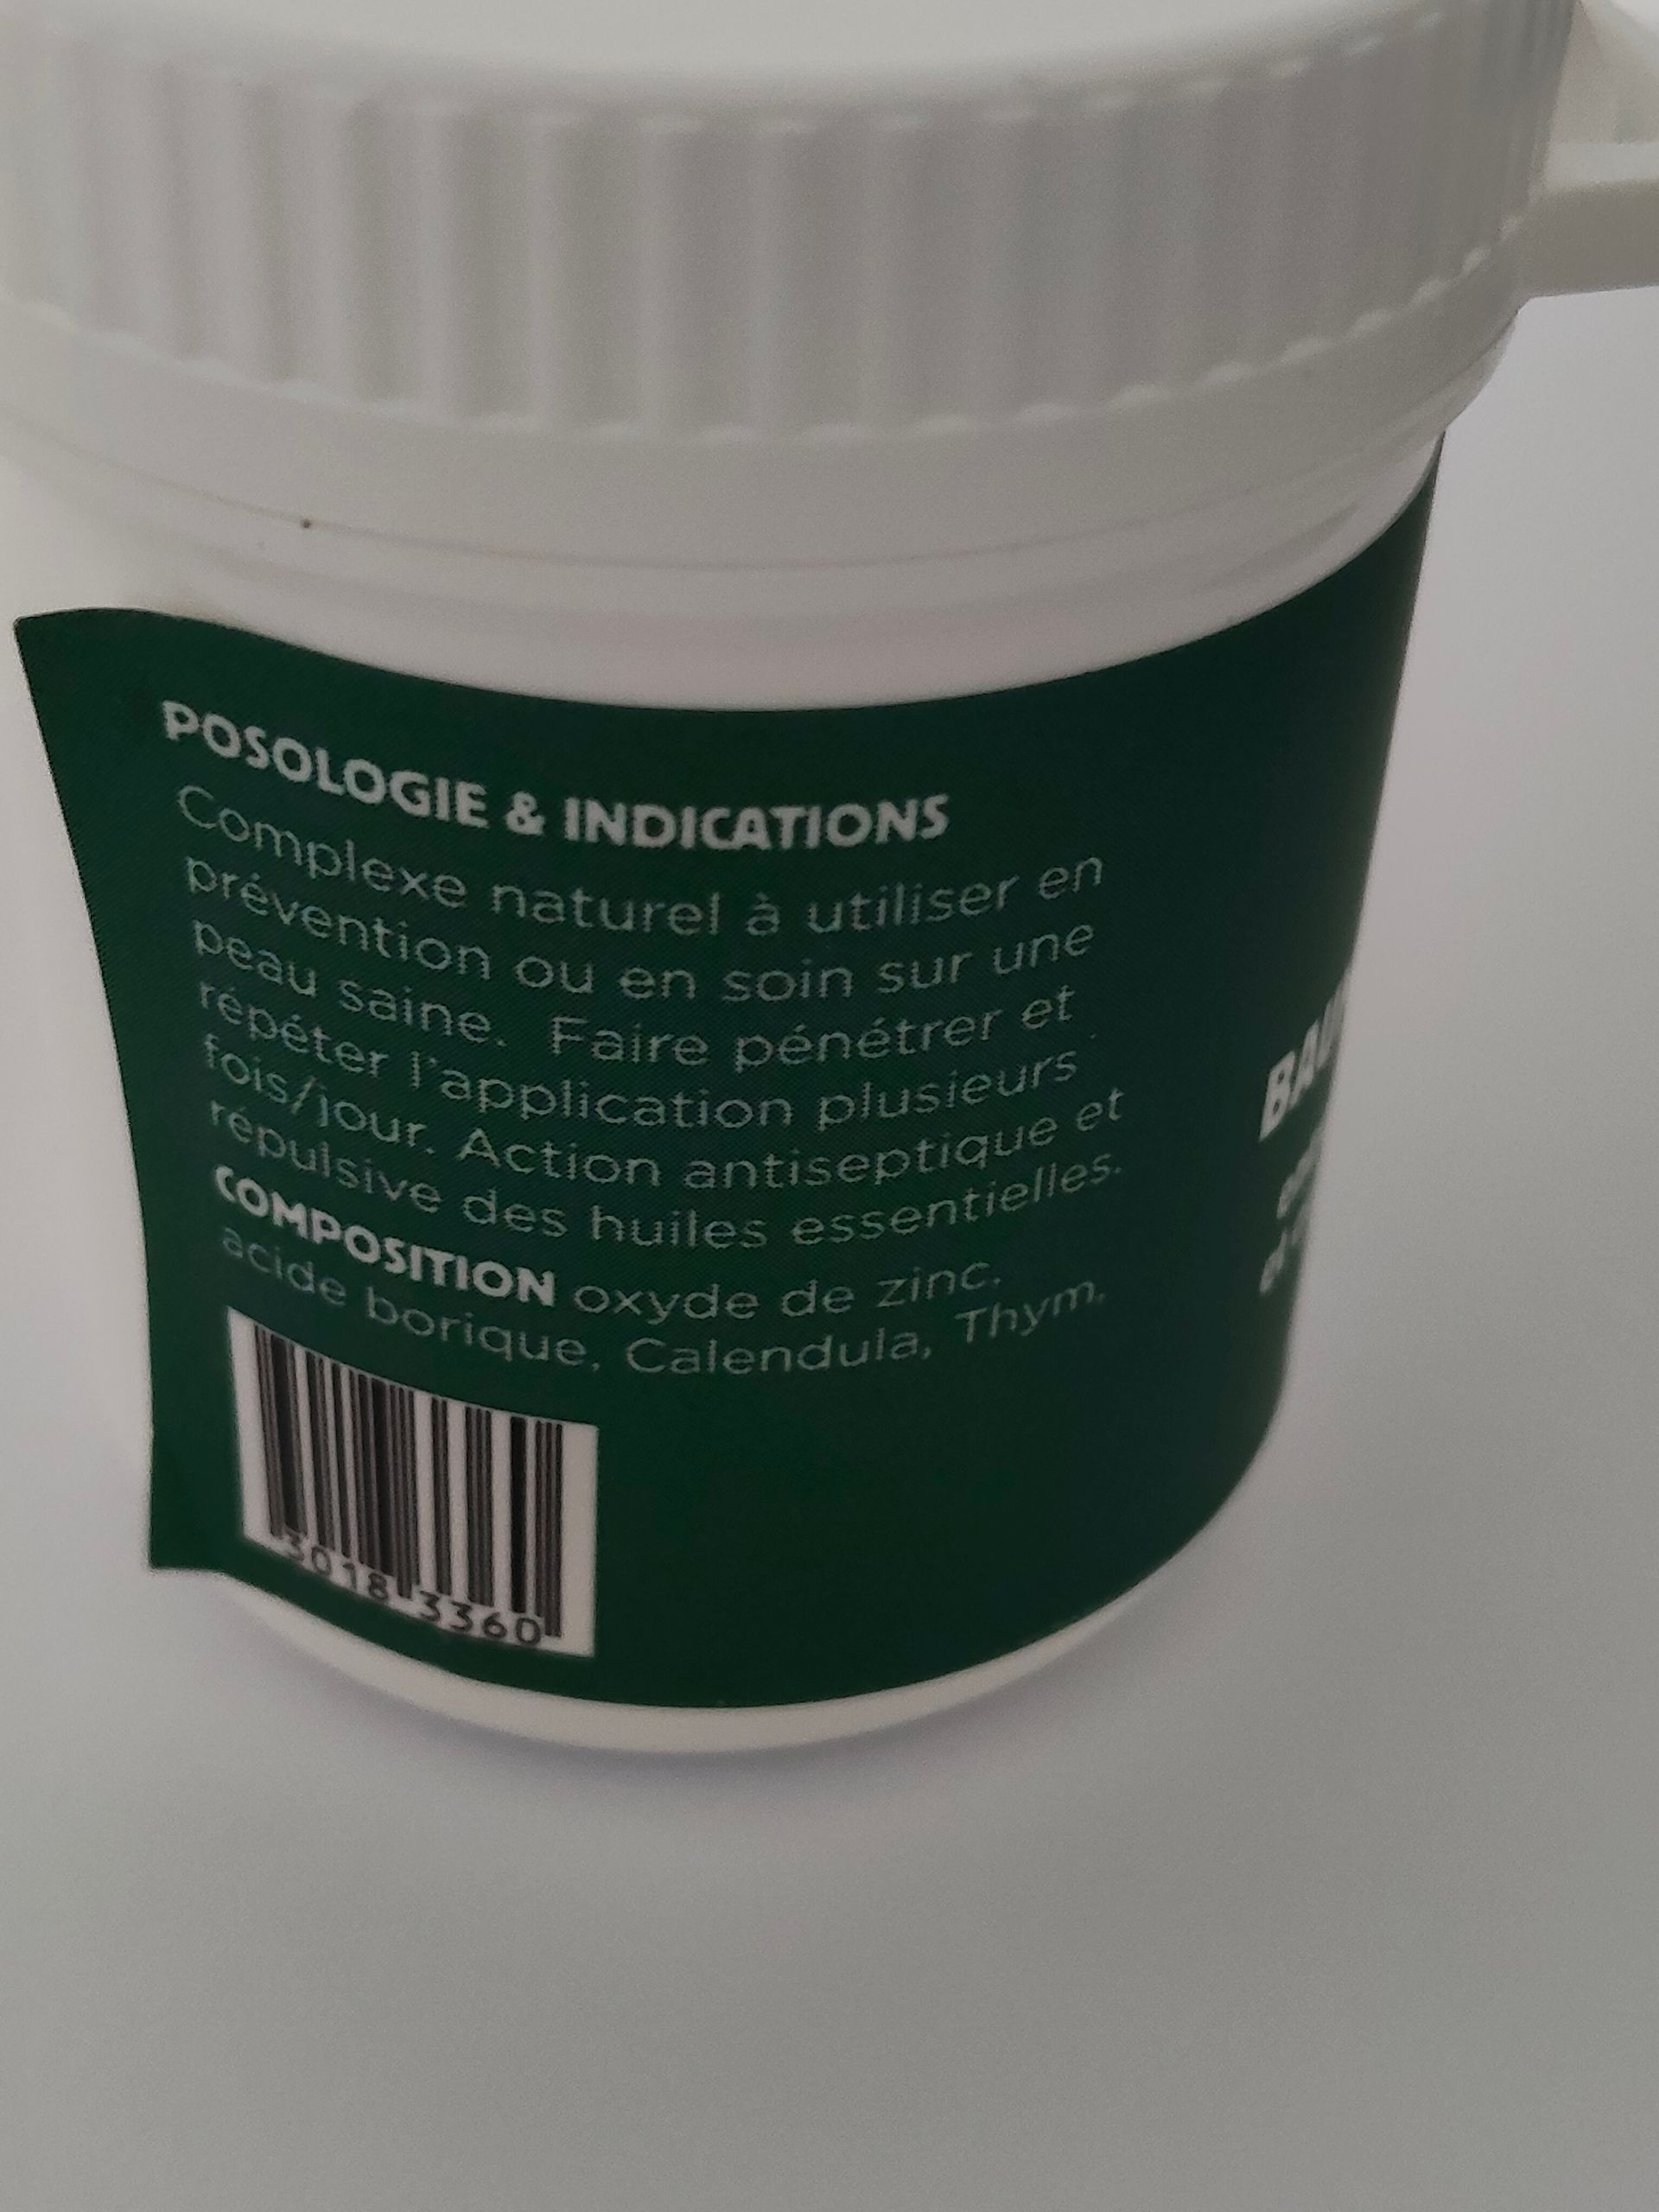 POSOLOGIE & INDICATIONS
Complexe naturel à utiliser en
prévention ou en soin sur une
peau saine. Faire pénétrer et
répéter l'application plusieurs
fois/jour. Action antiseptique et
répulsive des huiles essentielles.
COMPOSITION oxyde de zinc,
acide borique, Calendula, Thym,
3018 3360